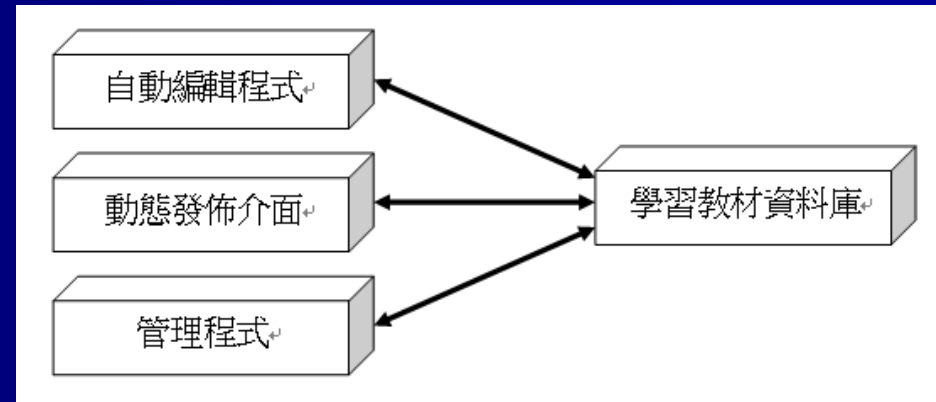 自動編輯程式
動態發佈介面
學習教材資料庫
管理程式